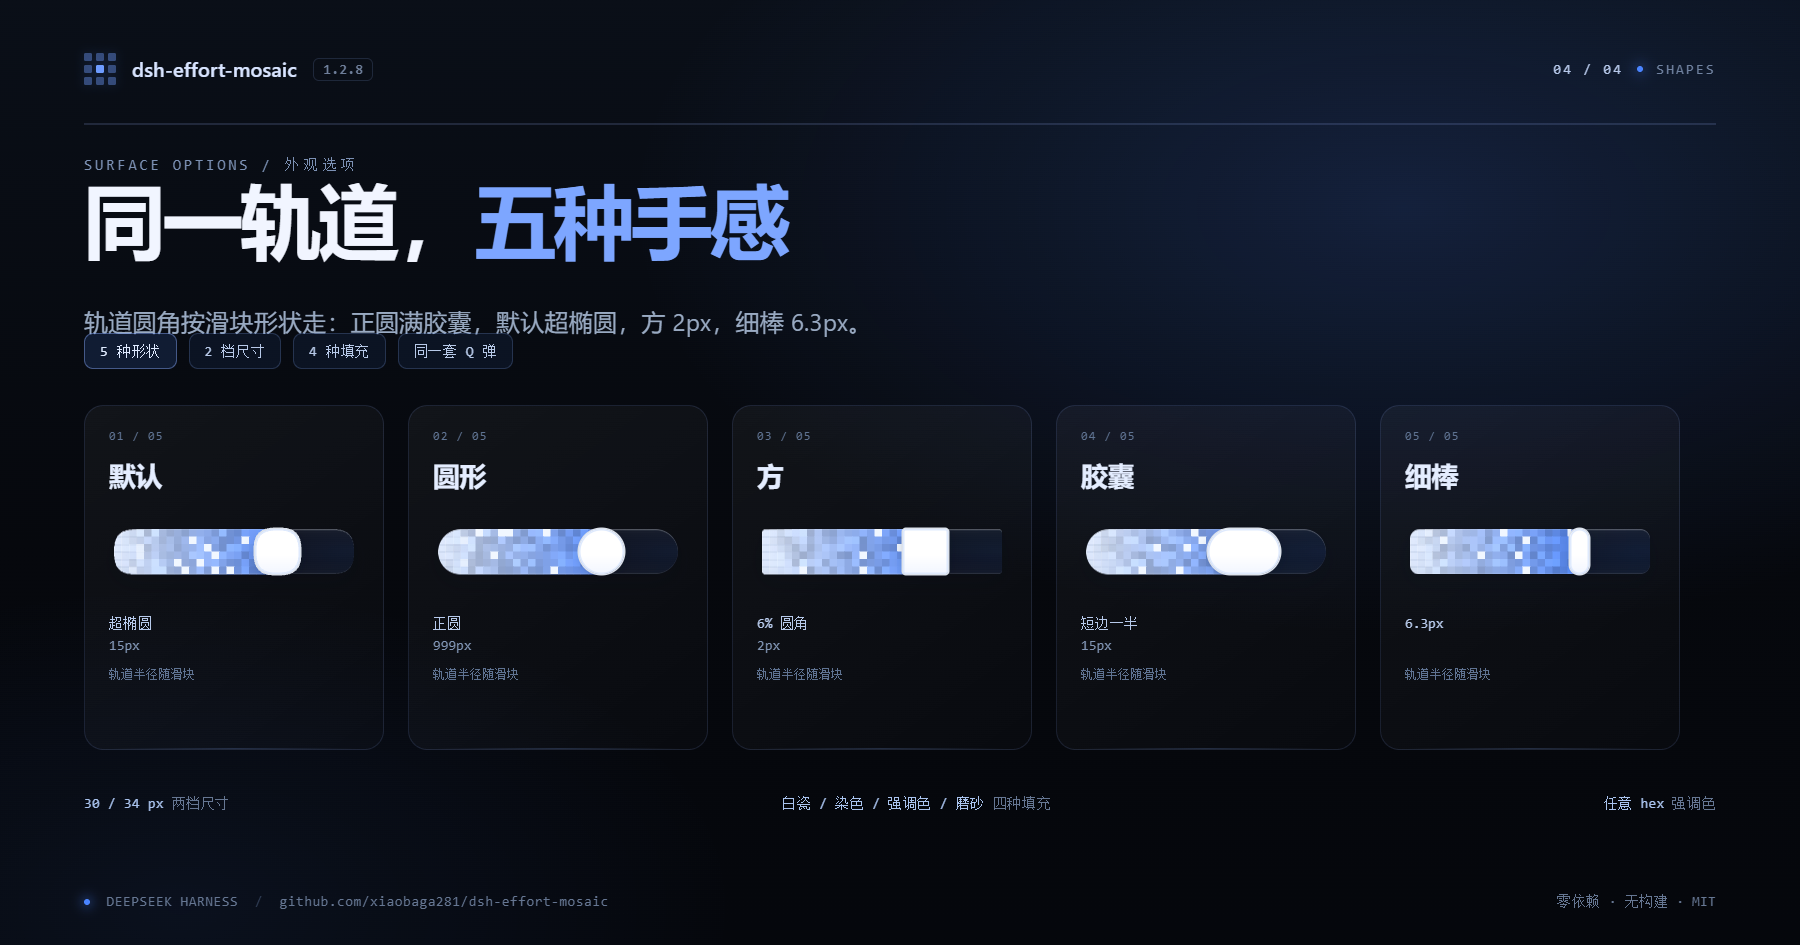 dsh-effort-mosaic 1.2.8
04 / 04 • SHAPES
SURFACE OPTIONS / 外观选项
同一轨道，五种手感
轨道圆角按滑块形状走：正圆满胶囊，默认超椭圆，方 2px，细棒 6.3px。
5 种形状
2 档尺寸
4 种填充
同一套 Q 弹
01 / 05
默认
超椭圆
15px
轨道半径随滑块
02 / 05
圆形
正圆
999px
轨道半径随滑块
03 / 05
方
6% 圆角
2px
轨道半径随滑块
04 / 05
胶囊
短边一半
15px
轨道半径随滑块
05 / 05
细棒
6.3px
轨道半径随滑块
30 / 34 px 两档尺寸
白瓷 / 染色 / 强调色 / 磨砂 四种填充
任意 hex 强调色
DEEPSEEK HARNESS / github.com/xiaobaga281/dsh-effort-mosaic
零依赖 · 无构建 · MIT